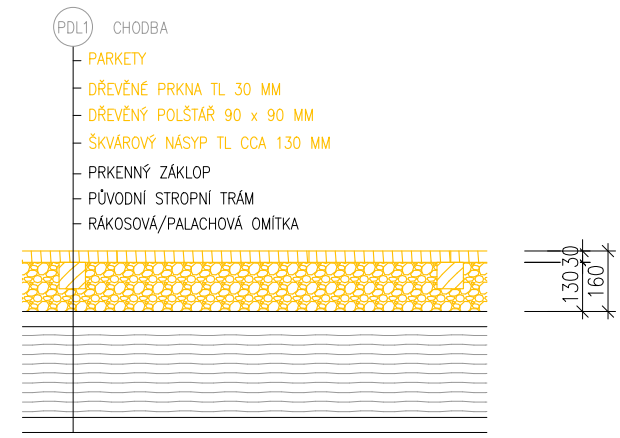 PDL1 CHODBA
PARKETY
DŘEVĚNÉ PRKNA TL 30 MM
DŘEVĚNÝ POLŠTÁŘ 90 x 90 MM
ŠKVÁROVÝ NÁSYP TL CCA 130 MM
PRKENNÝ ZÁKLOP
PŮVODNÍ STROPNÍ TRÁM
RÁKOSOVÁ/PALACHOVÁ OMÍTKA
30
130
160